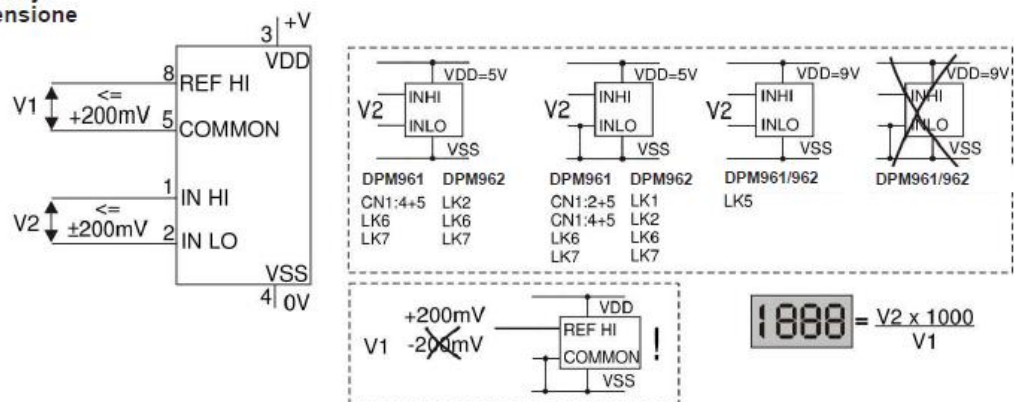 ensione
3 +V
VDD
8 REF HI
V1 <= +200mV
5 COMMON
1 IN HI
V2 <= ±200mV
2 IN LO
VSS
4 0V
VDD=5V
INHI
V2
INLO
VSS
DPM961 DPM962
CN1:4+5 LK2
LK6 LK6
LK7 LK7
VDD=5V
INHI
V2
INLO
VSS
DPM961 DPM962
CN1:2+5 LK1
CN1:4+5 LK2
LK6 LK6
LK7 LK7
VDD=9V
INHI
INLO
VSS
DPM961/962
LK5
VDD=9V
INHI
INLO
VSS
DPM961/962
+200mV
V1 -200mV
VDD
REF HI
COMMON
!
VSS
1888 = V2 x 1000
V1